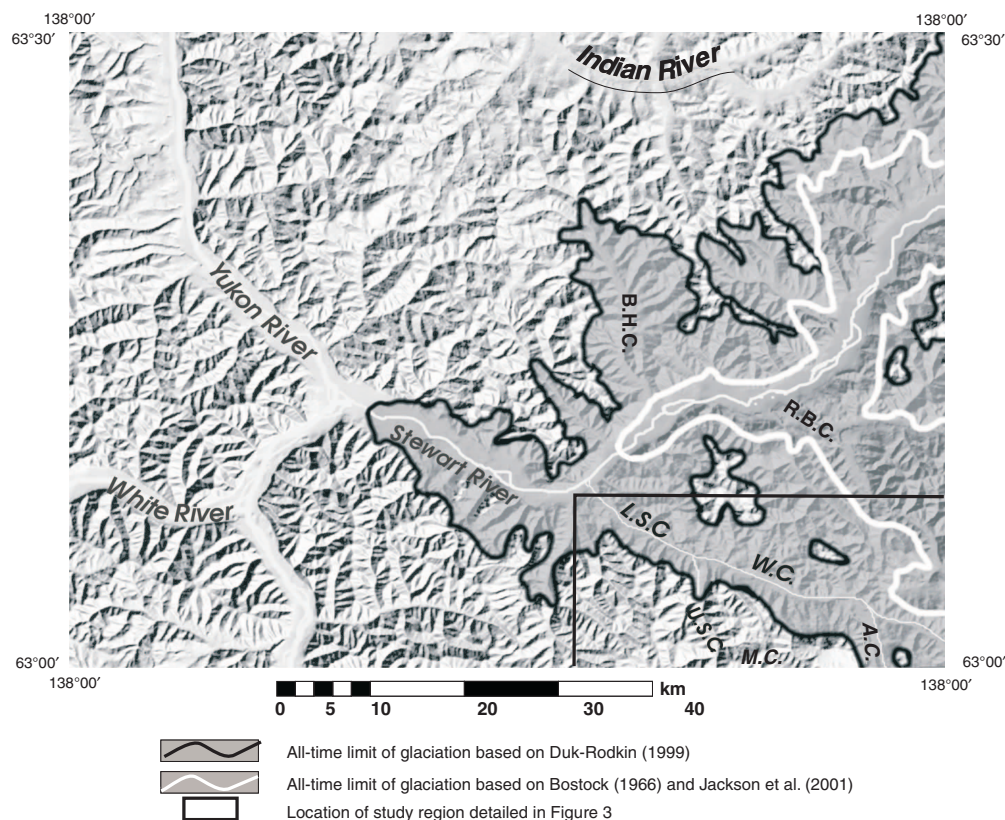 138°00′ 138°00′
63°30′ 63°30′
Indian River
Yukon River
B.H.C.
R.B.C.
Stewart River
White River
L.S.C
W.C.
U.S.C
M.C.
A.C.
63°00′ 63°00′
138°00′ 138°00′
km
0 5 10 20 30 40
All-time limit of glaciation based on Duk-Rodkin (1999)
All-time limit of glaciation based on Bostock (1966) and Jackson et al. (2001)
Location of study region detailed in Figure 3